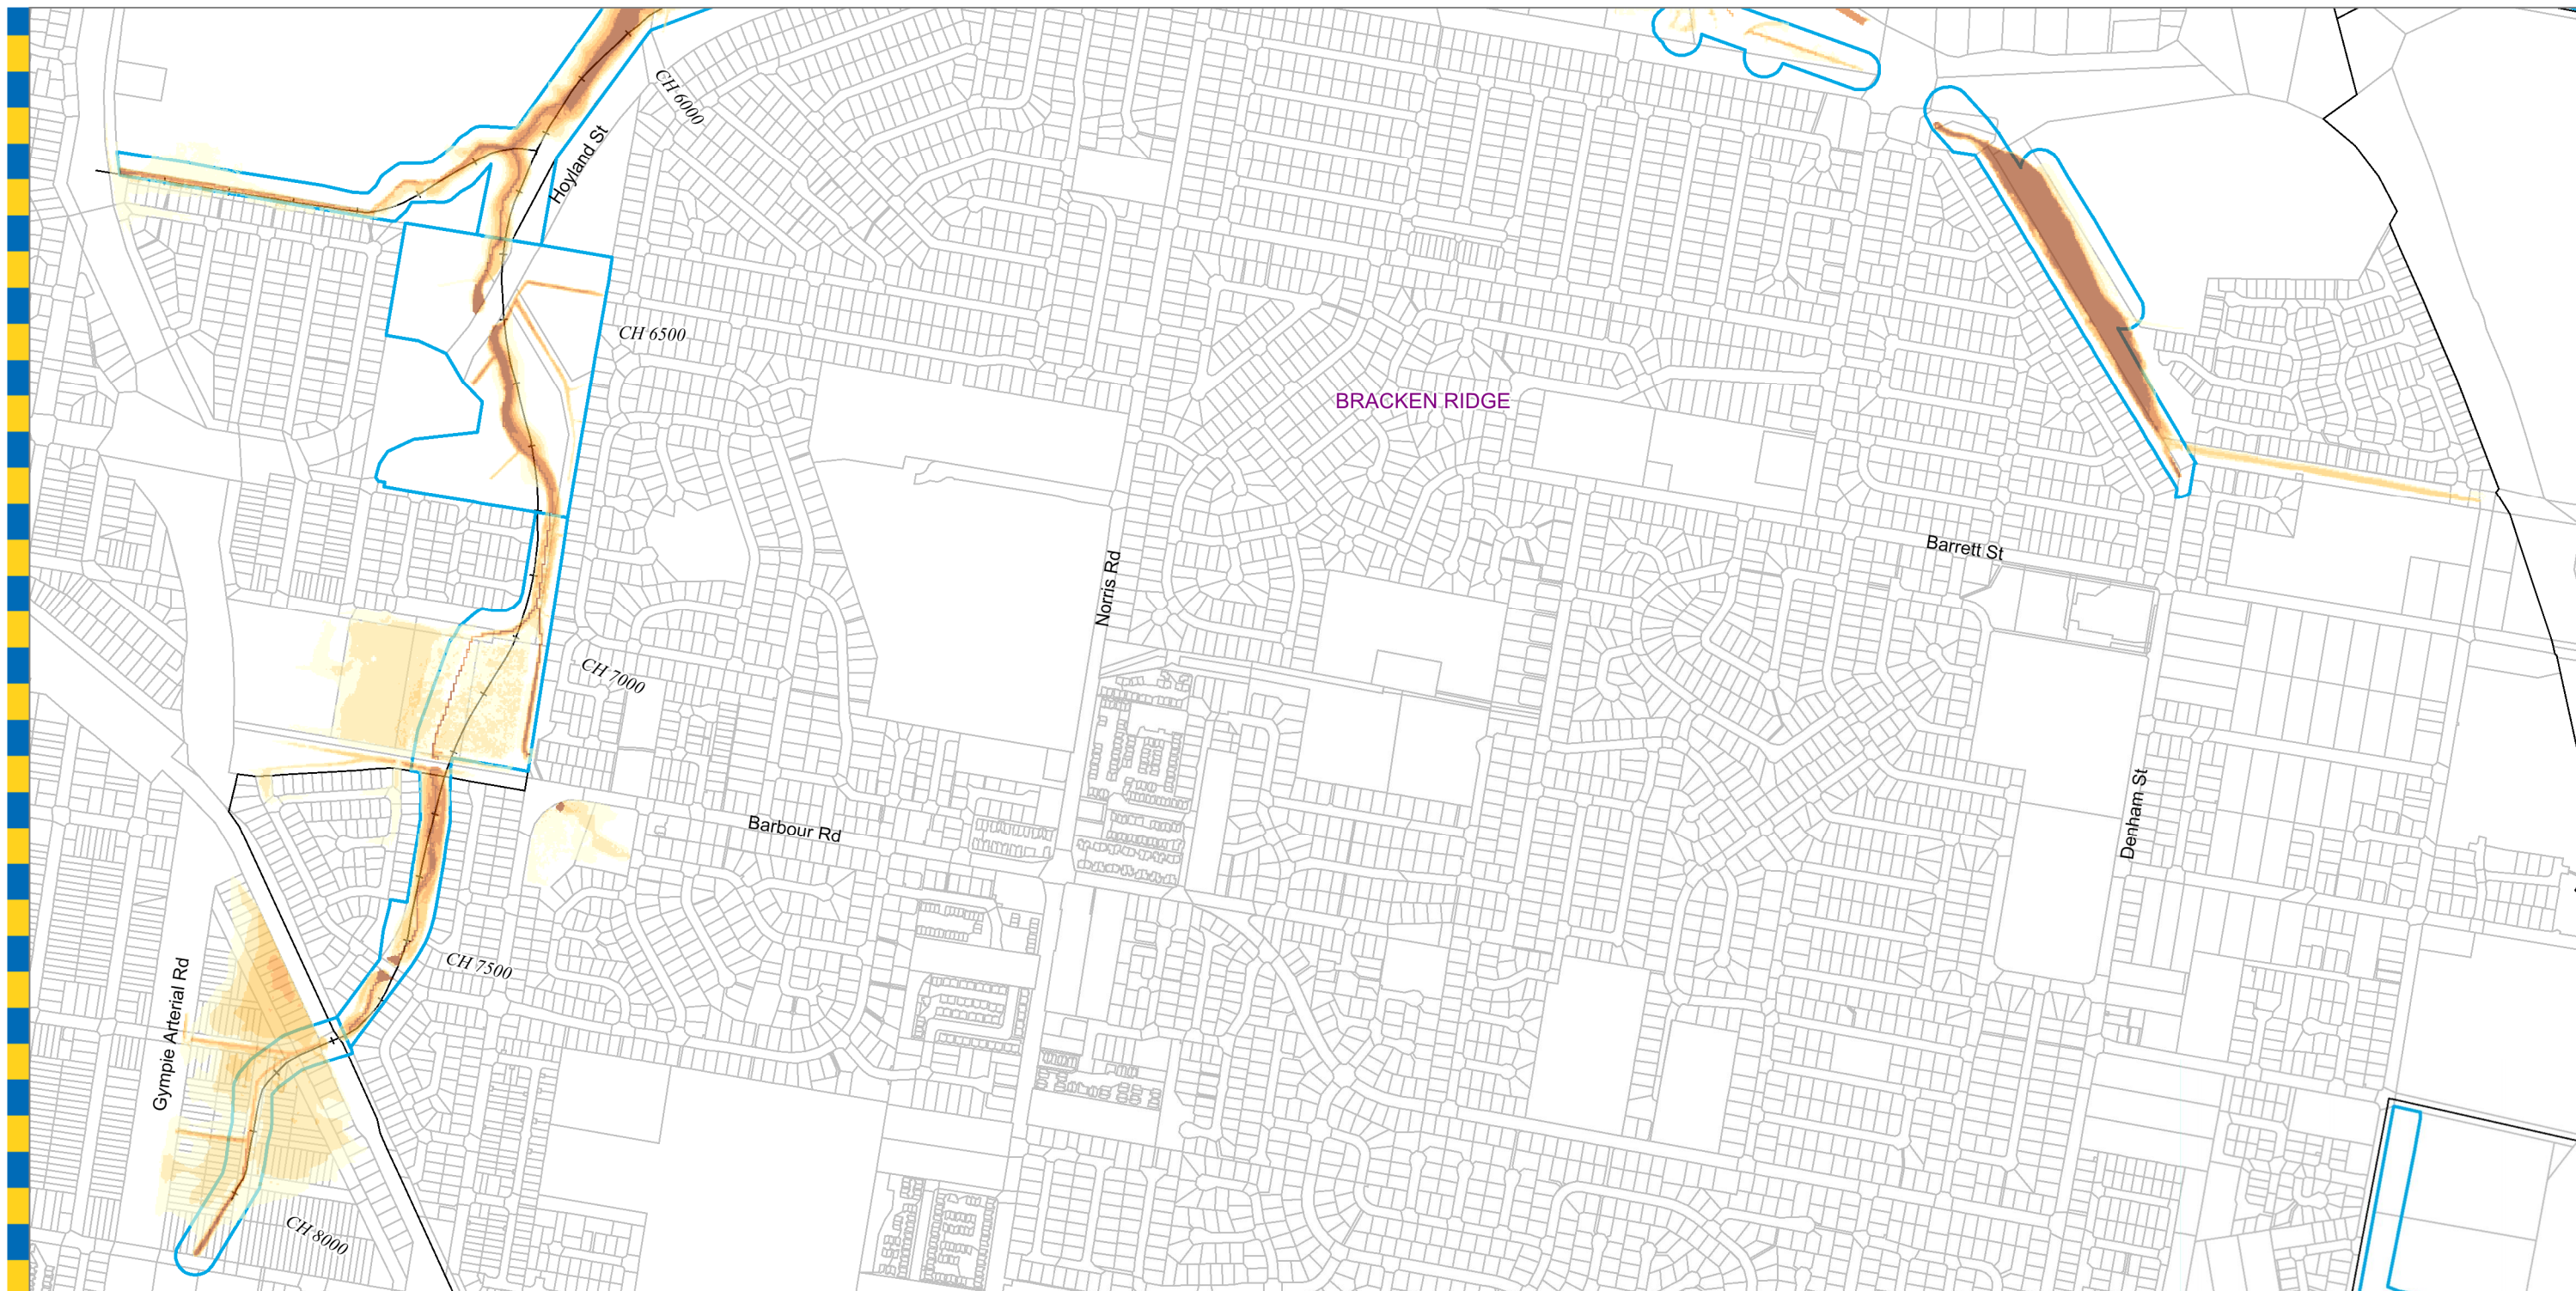 CH 6000
Hoyland St
CH 6500
BRACKEN RIDGE
Barrett St
Norris Rd
CH 7000
Barbour Rd
Denham St
CH 7500
Gympie Arterial Rd
CH 8000